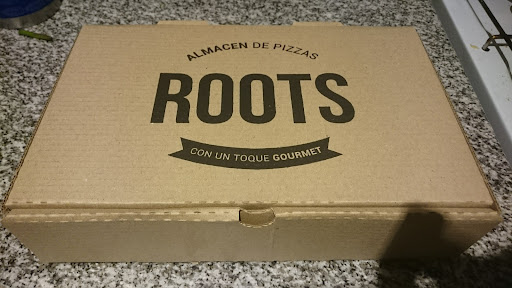 ALMACEN DE PIZZAS
ROOTS
CON UN TOQUE GOURMET